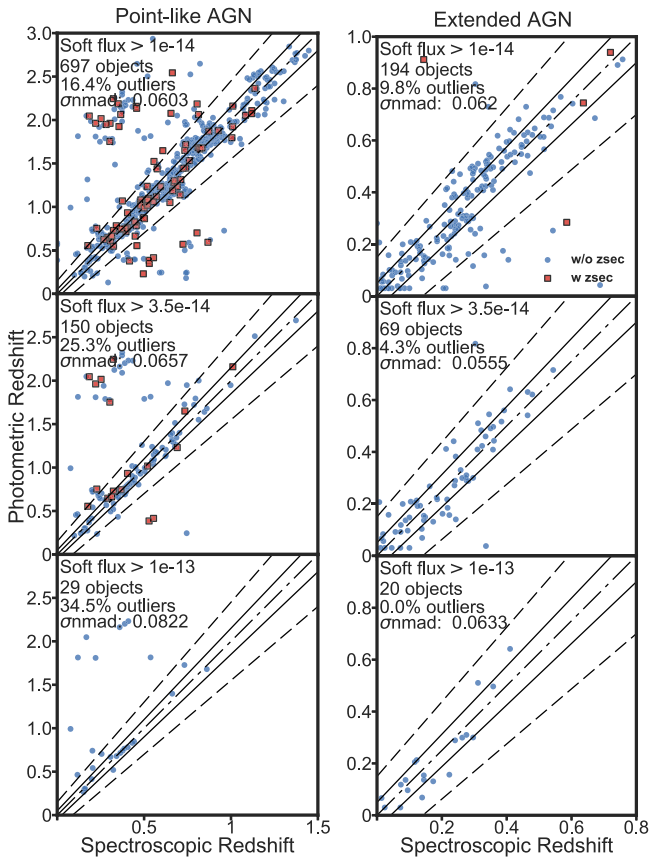 Point-like AGN
Extended AGN
Photometric Redshift
3.0
2.5
2.0
1.5
1.0
0.5
0
Soft flux > 1e-14
697 objects
16.4% outliers
σnmad: 0.0603
1.0
0.8
0.6
0.4
0.2
0
Soft flux > 1e-14
194 objects
9.8% outliers
σnmad: 0.062
w/o zsec
w zsec
2.5
2.0
1.5
1.0
0.5
0
Soft flux > 3.5e-14
150 objects
25.3% outliers
σnmad: 0.0657
0.8
0.6
0.4
0.2
0
Soft flux > 3.5e-14
69 objects
4.3% outliers
σnmad: 0.0555
2.5
2.0
1.5
1.0
0.5
0
Soft flux > 1e-13
29 objects
34.5% outliers
σnmad: 0.0822
0.5
1
1.5
Spectroscopic Redshift
0.8
0.6
0.4
0.2
0
Soft flux > 1e-13
20 objects
0.0% outliers
σnmad: 0.0633
0.2
0.4
0.6
0.8
Spectroscopic Redshift